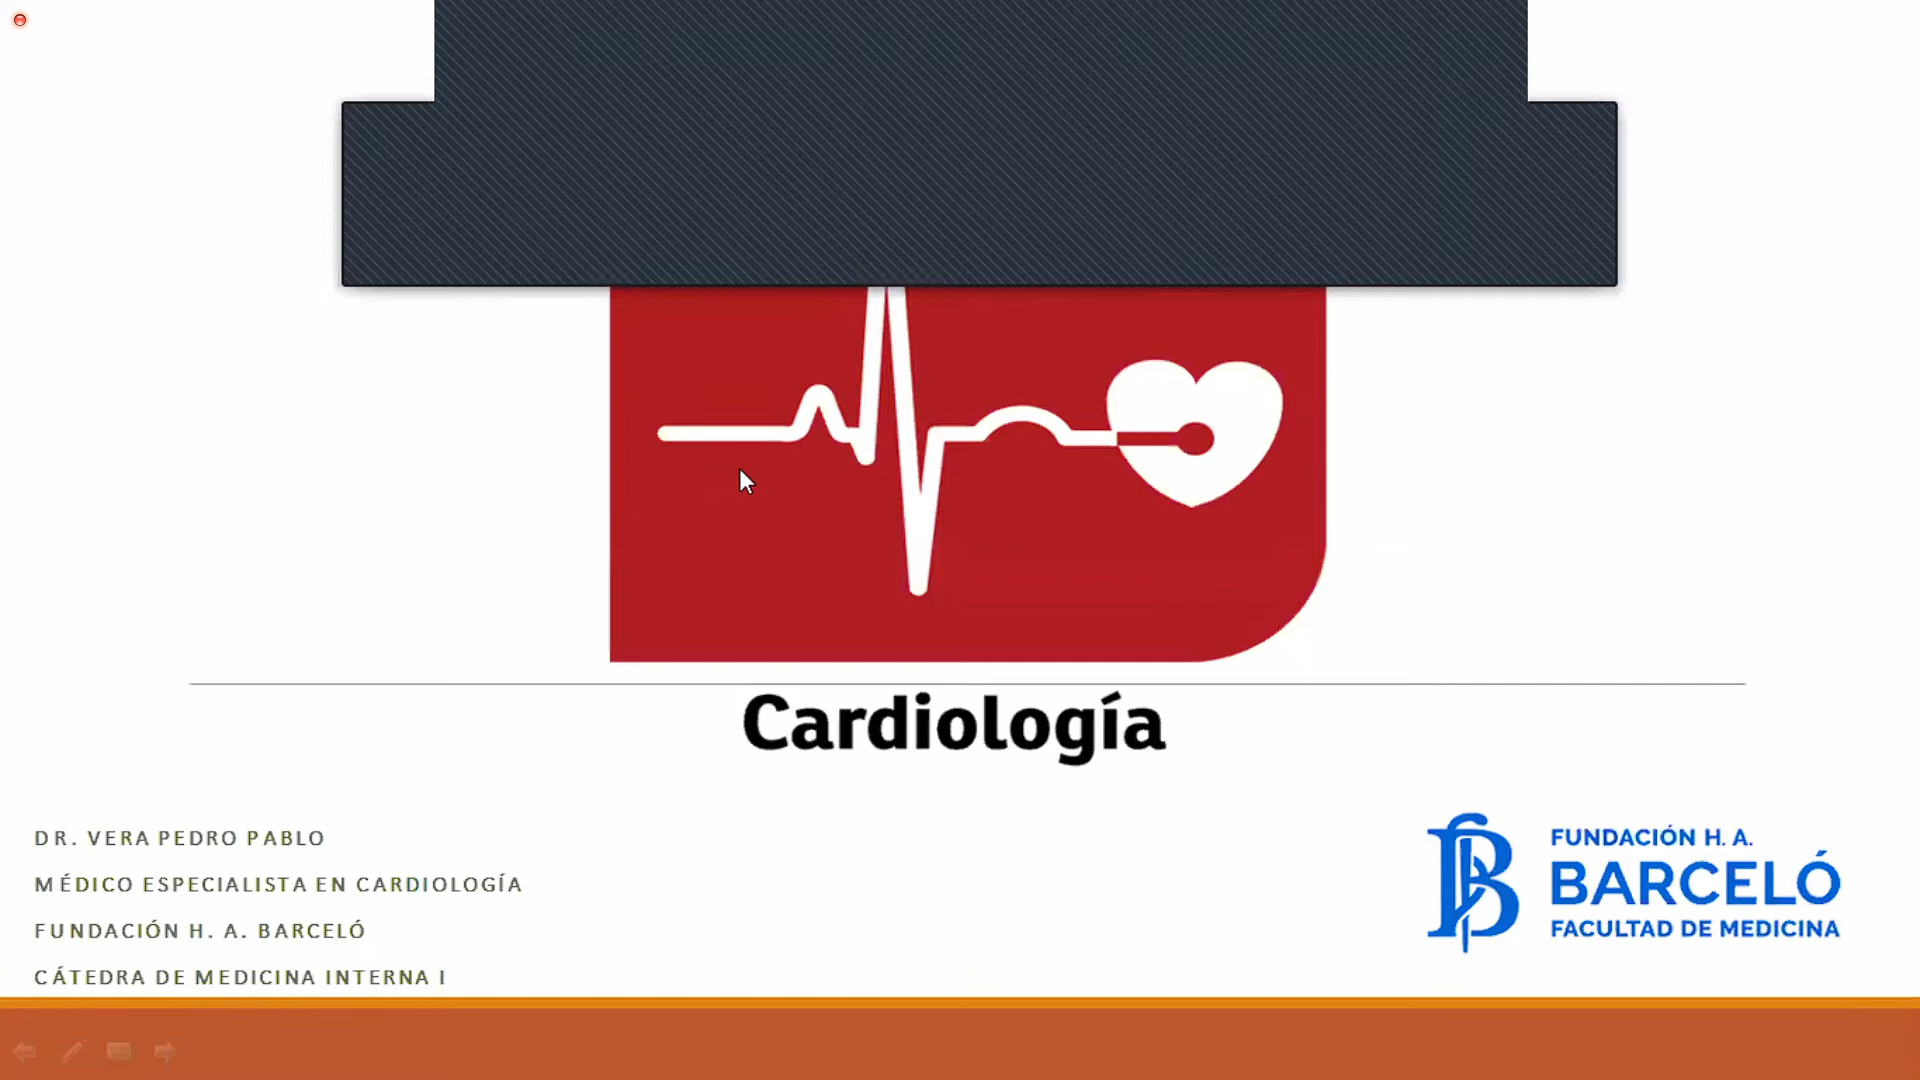 Cardiología
DR. VERA PEDRO PABLO
MÉDICO ESPECIALISTA EN CARDIOLOGÍA
FUNDACIÓN H. A. BARCELÓ
CÁTEDRA DE MEDICINA INTERNA I
FUNDACIÓN H. A.
BARCELÓ
FACULTAD DE MEDICINA